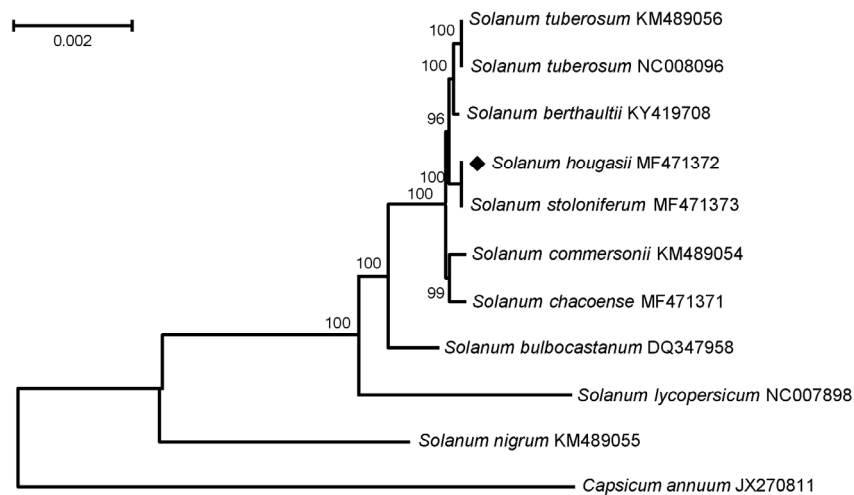 Solanum tuberosum KM489056
100
0.002
100
Solanum tuberosum NC008096
96
Solanum berthaultii KY419708
Solanum hougasii MF471372
100
100
Solanum stoloniferum MF471373
Solanum commersonii KM489054
100
99
Solanum chacoense MF471371
100
Solanum bulbocastanum DQ347958
Solanum lycopersicum NC007898
Solanum nigrum KM489055
Capsicum annuum JX270811